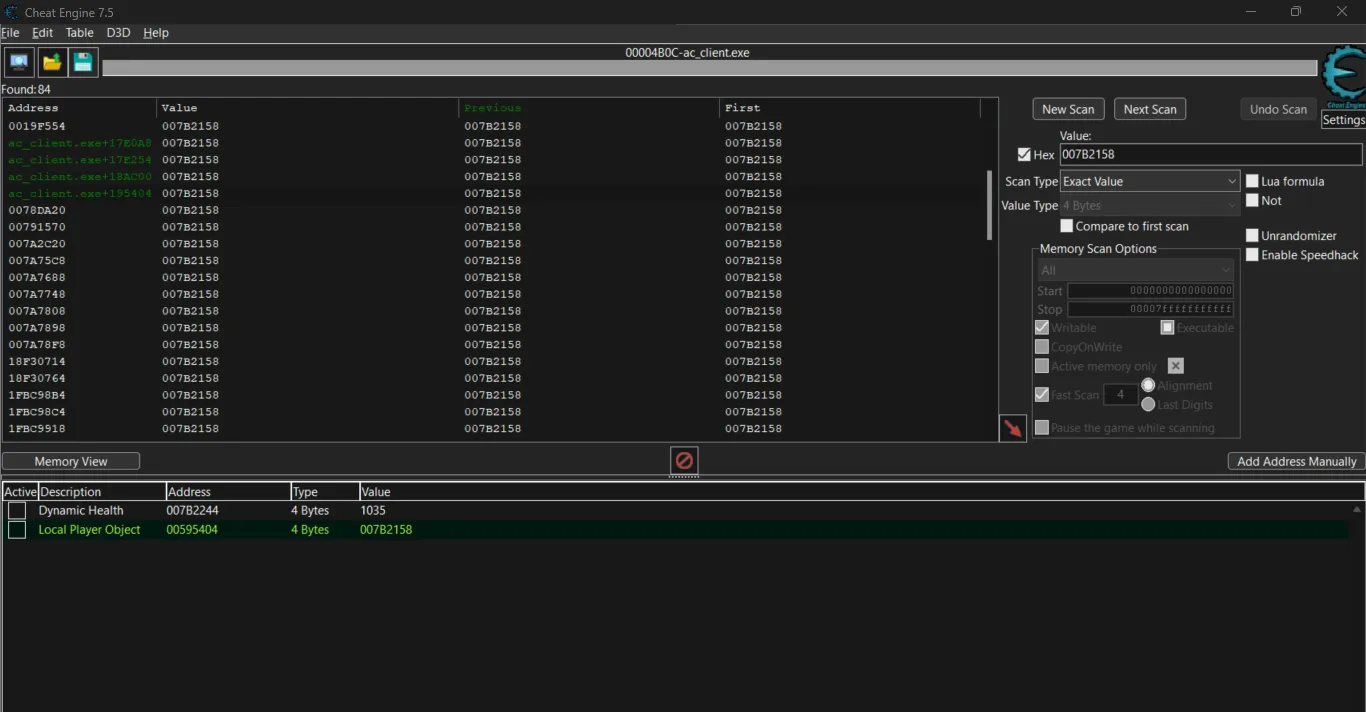 Cheat Engine 7.5
File Edit Table D3D Help
00004B0C-ac_client.exe
Found:84
Address Value Previous First
0019F554 007B2158 007B2158 007B2158
ac_client.exe+17E0A8 007B2158 007B2158 007B2158
ac_client.exe+17E254 007B2158 007B2158 007B2158
ac_client.exe+18AC00 007B2158 007B2158 007B2158
ac_client.exe+195404 007B2158 007B2158 007B2158
0078DA20 007B2158 007B2158 007B2158
00791570 007B2158 007B2158 007B2158
007A2C20 007B2158 007B2158 007B2158
007A75C8 007B2158 007B2158 007B2158
007A7688 007B2158 007B2158 007B2158
007A7748 007B2158 007B2158 007B2158
007A7808 007B2158 007B2158 007B2158
007A7898 007B2158 007B2158 007B2158
007A78F8 007B2158 007B2158 007B2158
18F30714 007B2158 007B2158 007B2158
18F30764 007B2158 007B2158 007B2158
1FBC98B4 007B2158 007B2158 007B2158
1FBC98C4 007B2158 007B2158 007B2158
1FBC9918 007B2158 007B2158 007B2158
New Scan Next Scan Undo Scan
Cheat Engine
Settings
Value:
Hex 007B2158
Scan Type Exact Value Lua formula
Not
Value Type 4 Bytes
Compare to first scan
Unrandomizer
Enable Speedhack
Memory Scan Options
All
Start 0000000000000000
Stop 00007fffffffffff
Writable Executable
CopyOnWrite
Active memory only
Fast Scan 4 Alignment
Last Digits
Pause the game while scanning
Memory View Add Address Manually
Active Description Address Type Value
Dynamic Health 007B2244 4 Bytes 1035
Local Player Object 00595404 4 Bytes 007B2158